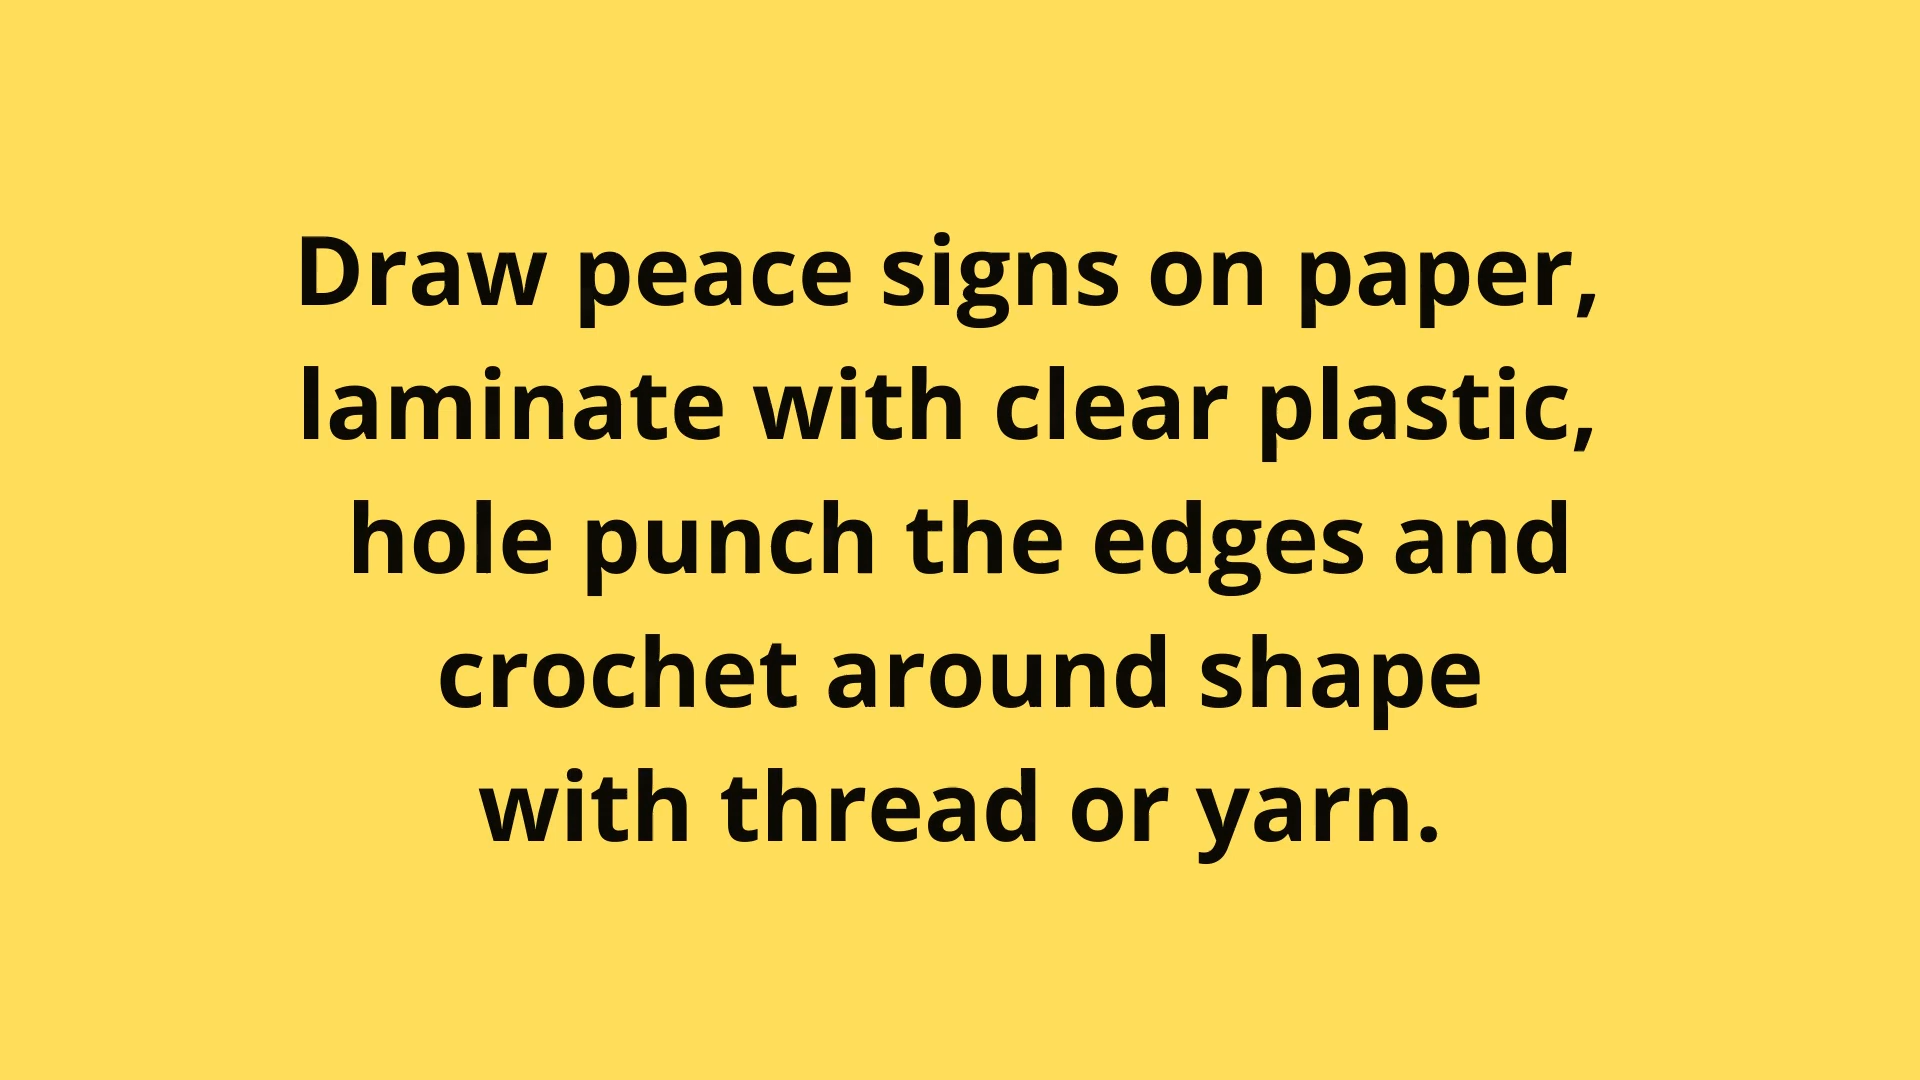 Draw peace signs on paper,
laminate with clear plastic,
hole punch the edges and
crochet around shape
with thread or yarn.